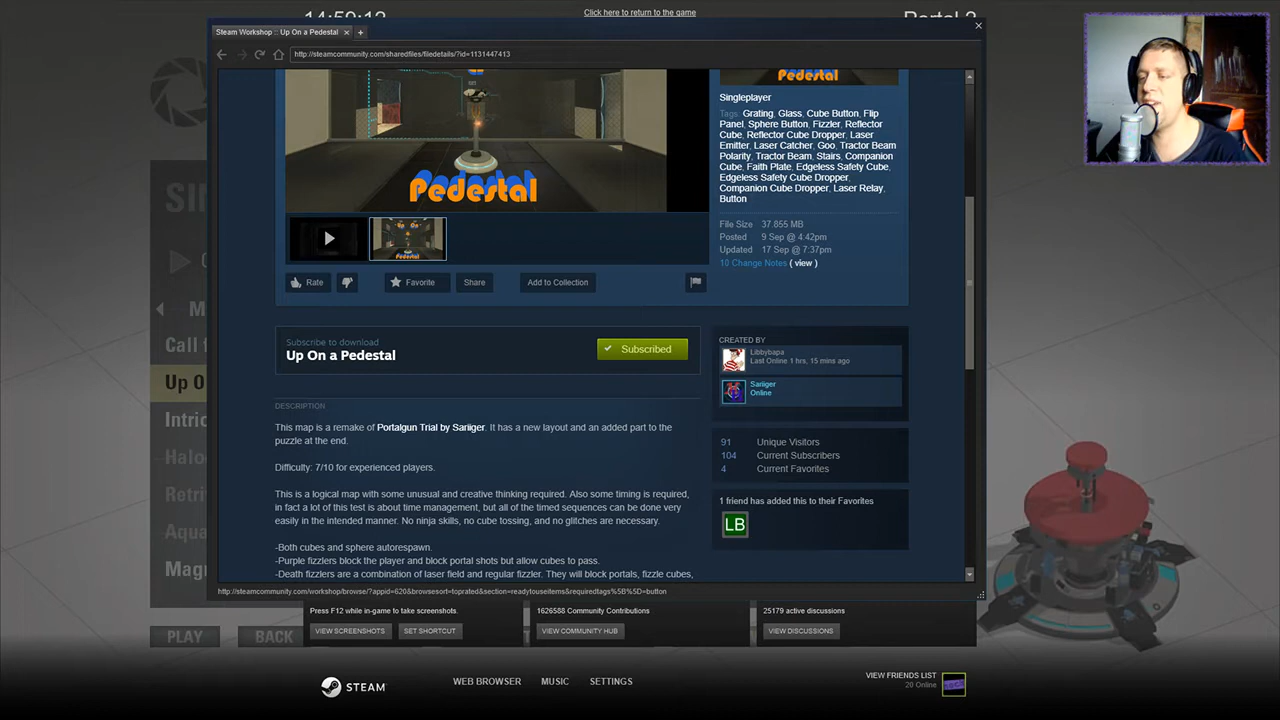 14:59:12
Click here to return to the game
Portal 2
Steam Workshop :: Up On a Pedestal
http://steamcommunity.com/sharedfiles/filedetails/?id=1131447413
Pedestal
Pedestal
Singleplayer
Tags: Grating, Glass, Cube Button, Flip
Panel, Sphere Button, Fizzler, Reflector
Cube, Reflector Cube Dropper, Laser
Emitter, Laser Catcher, Goo, Tractor Beam
Polarity, Tractor Beam, Stairs, Companion
Cube, Faith Plate, Edgeless Safety Cube,
Edgeless Safety Cube Dropper,
Companion Cube Dropper, Laser Relay,
Button
File Size 37.855 MB
Posted 9 Sep @ 4:42pm
Updated 17 Sep @ 7:37pm
10 Change Notes ( view )
Rate
Favorite
Share
Add to Collection
Subscribe to download
Up On a Pedestal
Subscribed
CREATED BY
Libbybapa
Last Online 1 hrs, 15 mins ago
Sariiger
Online
DESCRIPTION
This map is a remake of Portalgun Trial by Sariiger. It has a new layout and an added part to the
puzzle at the end.
Difficulty: 7/10 for experienced players.
This is a logical map with some unusual and creative thinking required. Also some timing is required,
in fact a lot of this test is about time management, but all of the timed sequences can be done very
easily in the intended manner. No ninja skills, no cube tossing, and no glitches are necessary.
-Both cubes and sphere autorespawn.
-Purple fizzlers block the player and block portal shots but allow cubes to pass.
-Death fizzlers are a combination of laser field and regular fizzler. They will block portals, fizzle cubes,
91 Unique Visitors
104 Current Subscribers
4 Current Favorites
1 friend has added this to their Favorites
LB
http://steamcommunity.com/workshop/browse/?appid=620&browsesort=toprated&section=readytouseitems&requiredtags%5B%5D=button
SIN
M
Call f
Up O
Intric
Halo
Retri
Aqua
Magn
PLAY
BACK
Press F12 while in-game to take screenshots.
VIEW SCREENSHOTS
SET SHORTCUT
1626588 Community Contributions
VIEW COMMUNITY HUB
25179 active discussions
VIEW DISCUSSIONS
STEAM
WEB BROWSER
MUSIC
SETTINGS
VIEW FRIENDS LIST
20 Online